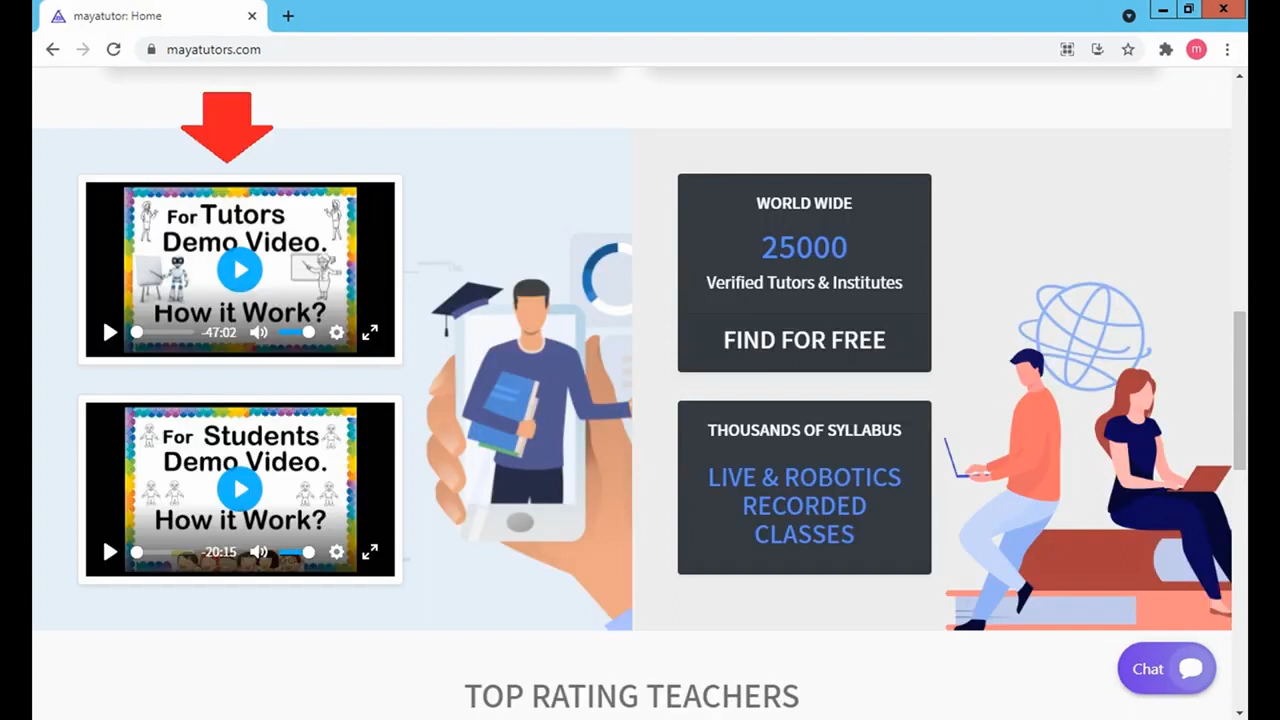 mayatutor: Home
mayatutors.com
m
For Tutors
Demo Video.
How it Work?
-47:02
For Students
Demo Video.
How it Work?
-20:15
WORLD WIDE
25000
Verified Tutors & Institutes
FIND FOR FREE
THOUSANDS OF SYLLABUS
LIVE & ROBOTICS
RECORDED
CLASSES
Chat
TOP RATING TEACHERS